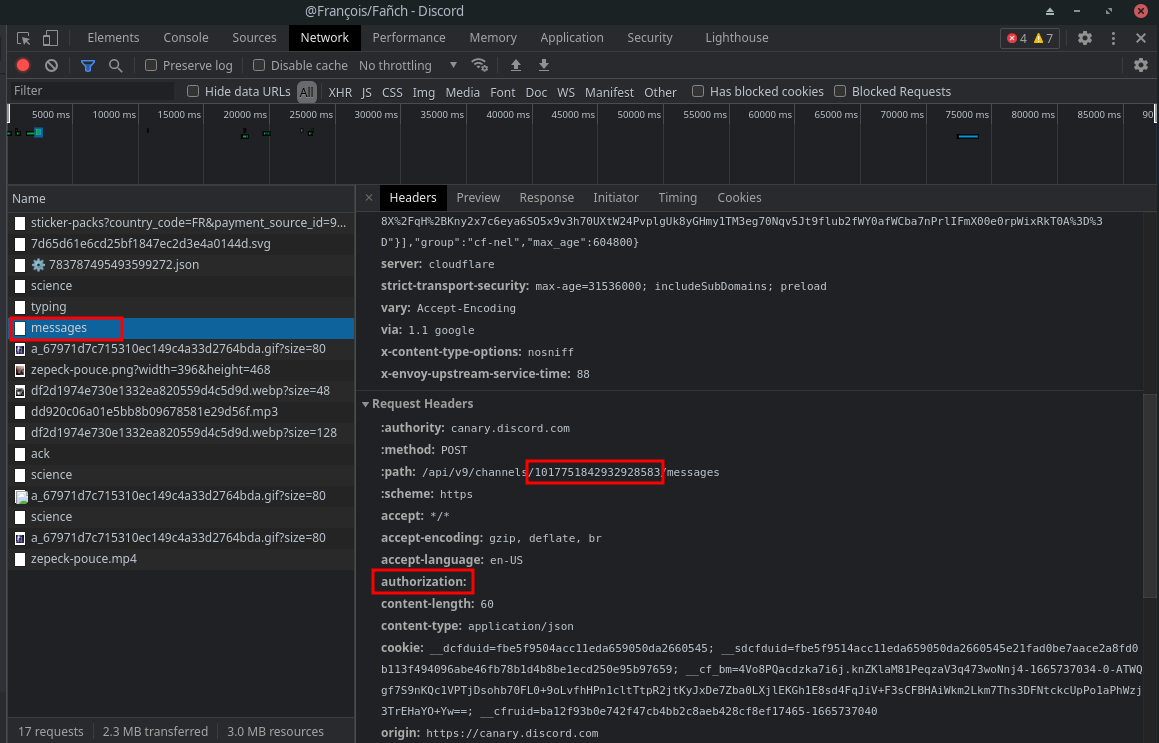 @François/Fañch - Discord
Elements Console Sources Network Performance Memory Application Security Lighthouse 4 7
Preserve log Disable cache No throttling
Filter Hide data URLs All XHR JS CSS Img Media Font Doc WS Manifest Other Has blocked cookies Blocked Requests
5000 ms 10000 ms 15000 ms 20000 ms 25000 ms 30000 ms 35000 ms 40000 ms 45000 ms 50000 ms 55000 ms 60000 ms 65000 ms 70000 ms 75000 ms 80000 ms 85000 ms 90
Name
sticker-packs?country_code=FR&payment_source_id=9...
7d65d61e6cd25bf1847ec2d3e4a0144d.svg
783787495493599272.json
science
typing
messages
a_67971d7c715310ec149c4a33d2764bda.gif?size=80
zepeck-pouce.png?width=396&height=468
df2d1974e730e1332ea820559d4c5d9d.webp?size=48
dd920c06a01e5bb8b09678581e29d56f.mp3
df2d1974e730e1332ea820559d4c5d9d.webp?size=128
ack
science
a_67971d7c715310ec149c4a33d2764bda.gif?size=80
science
a_67971d7c715310ec149c4a33d2764bda.gif?size=80
zepeck-pouce.mp4
17 requests 2.3 MB transferred 3.0 MB resources
Headers Preview Response Initiator Timing Cookies
8X%2FqH%2BKny2x7c6eya6SO5x9v3h70UXtW24PvplgUk8yGHmy1TM3eg70Nqv5Jt9flub2fWY0afWCba7nPrlIFmX00e0rpWixRkT0A%3D%3
D"}],"group":"cf-nel","max_age":604800}
server: cloudflare
strict-transport-security: max-age=31536000; includeSubDomains; preload
vary: Accept-Encoding
via: 1.1 google
x-content-type-options: nosniff
x-envoy-upstream-service-time: 88
Request Headers
:authority: canary.discord.com
:method: POST
:path: /api/v9/channels/1017751842932928583/messages
:scheme: https
accept: */*
accept-encoding: gzip, deflate, br
accept-language: en-US
authorization:
content-length: 60
content-type: application/json
cookie: __dcfduid=fbe5f9504acc11eda659050da2660545; __sdcfduid=fbe5f9514acc11eda659050da2660545e21fad0be7aace2a8fd0
b113f494096abe46fb78b1d4b8be1ecd250e95b97659; __cf_bm=4Vo8PQacdzka7i6j.knZKlaM81PeqzaV3q473woNnj4-1665737034-0-ATWQ
gf7S9nKQc1VPTjDsohb70FL0+9oLvfhHPn1cltTtpR2jtKyJxDe7Zba0LXjlEKGh1E8sd4FqJiV+F3sCFBHAiWkm2Lkm7Ths3DFNtckcUpPo1aPhWzj
3TrEHaYO+Yw==; __cfruid=ba12f93b0e742f47cb4bb2c8aeb428cf8ef17465-1665737040
origin: https://canary.discord.com